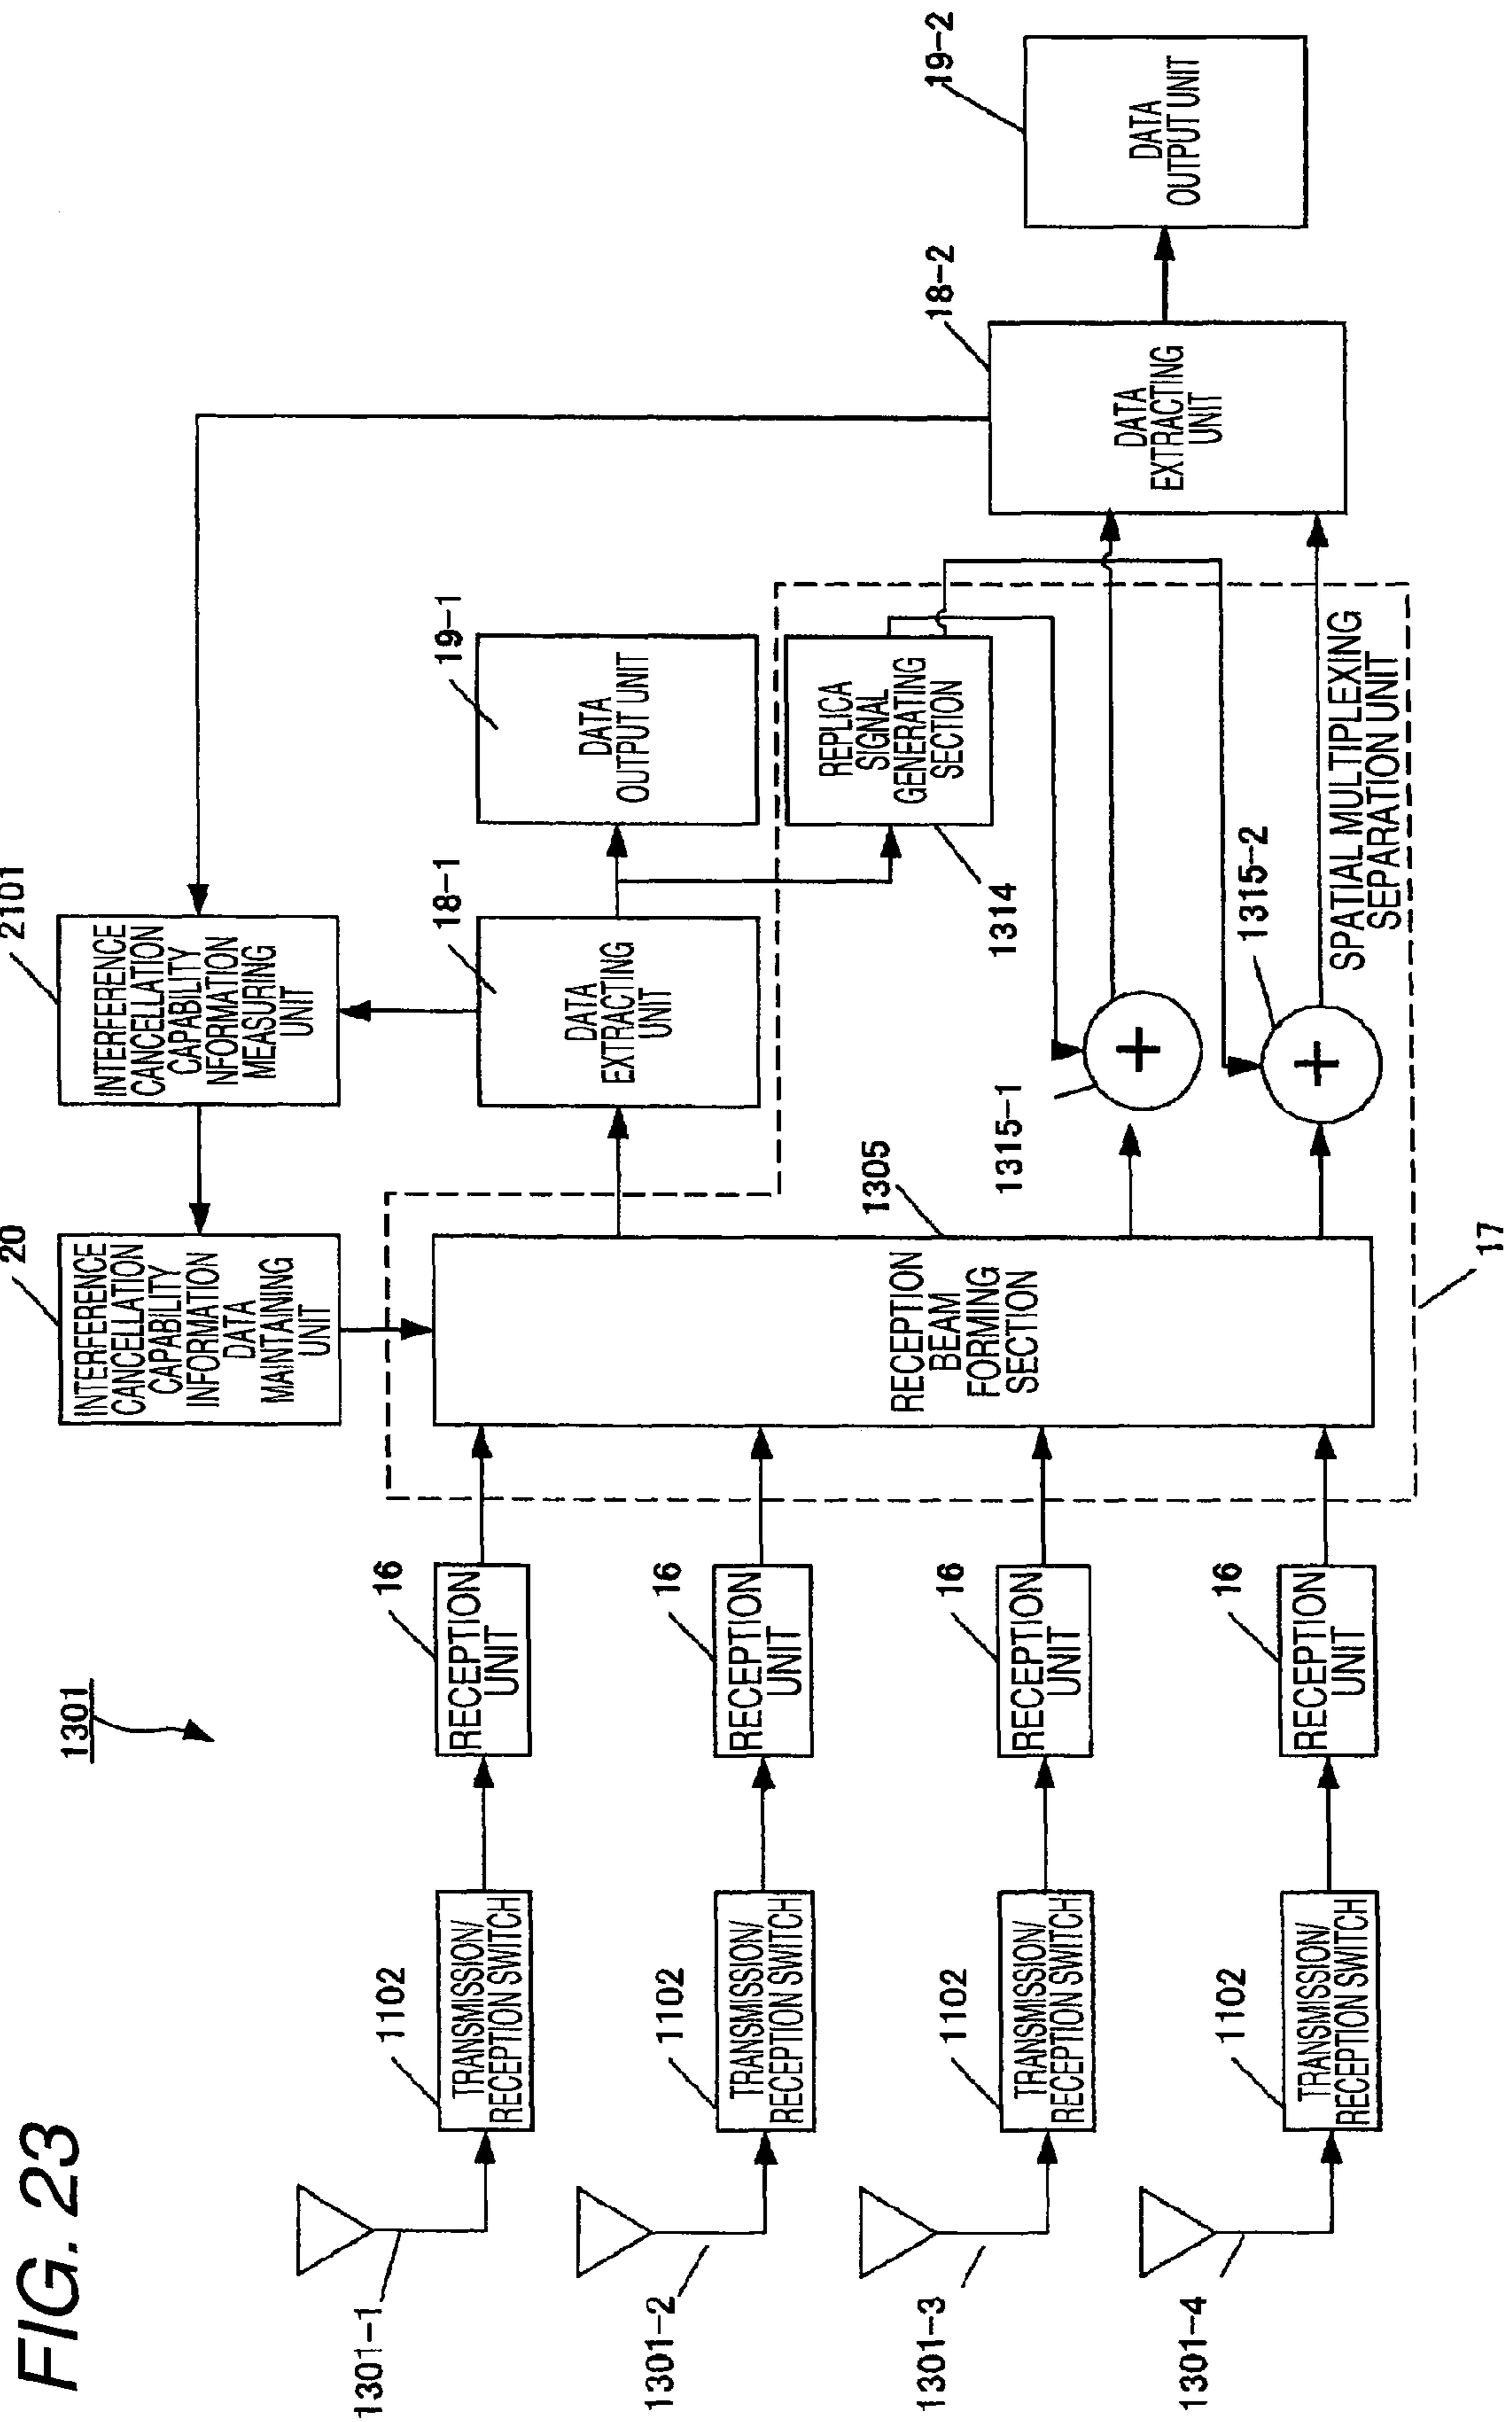 FIG. 23
1301
1301-1
1102
TRANSMISSION/
RECEPTION SWITCH
16
RECEPTION
UNIT
1301-2
1102
TRANSMISSION/
RECEPTION SWITCH
16
RECEPTION
UNIT
1301-3
1102
TRANSMISSION/
RECEPTION SWITCH
16
RECEPTION
UNIT
1301-4
1102
TRANSMISSION/
RECEPTION SWITCH
16
RECEPTION
UNIT
20
INTERFERENCE
CANCELLATION
CAPABILITY
INFORMATION
DATA
MAINTAINING
UNIT
2101
INTERFERENCE
CANCELLATION
CAPABILITY
NFORMATION
MEASURING
UNIT
1305
RECEPTION
BEAM
FORMING
SECTION
18-1
DATA
EXTRACTING
UNIT
19-1
DATA
OUTPUT UNIT
REPLICA
SIGNAL
GENERATING
SECTION
1314
1315-1
+
1315-2
+
SPATIAL MULTIPLEXING
SEPARATION UNIT
17
18-2
DATA
EXTRACTING
UNIT
19-2
DATA
OUTPUT UNIT